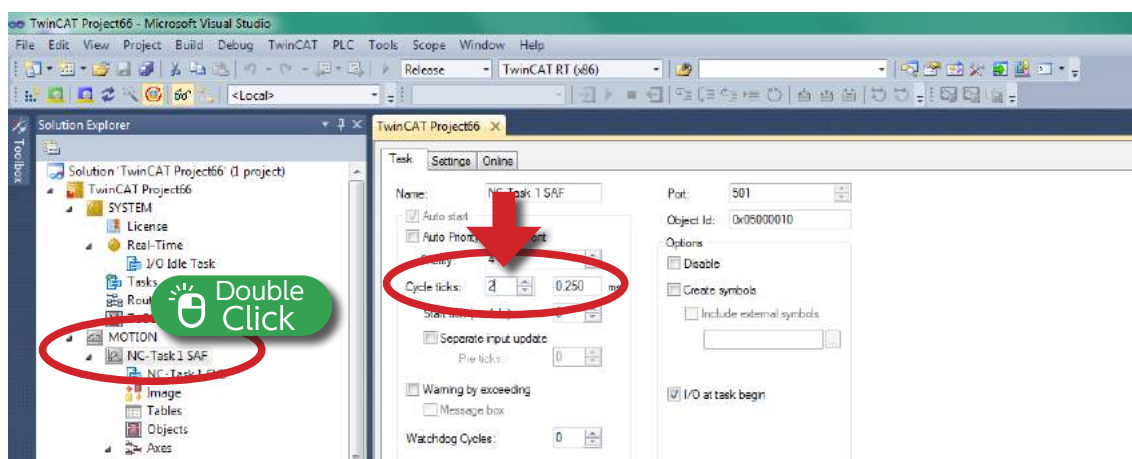 TwinCAT Project66 - Microsoft Visual Studio
File Edit View Project Build Debug TwinCAT PLC Tools Scope Window Help
Release TwinCAT RT (x86)
<Local>
Solution Explorer
TwinCAT Project66
Toolbox
Solution 'TwinCAT Project66' (1 project)
TwinCAT Project66
SYSTEM
License
Real-Time
I/O Idle Task
Tasks
MOTION
NC-Task 1 SAF
Image
Tables
Objects
Axes
Double
Click
Task Settings Online
Name: NC-Task 1 SAF
Auto start
Auto
4
Cycle ticks: 2 0.250 ms
Separate input update
Pre ticks: 0
Warning by exceeding
Message box
Watchdog Cycles: 0
Port: 501
Object Id: 0x05000010
Options
Disable
Create symbols
Include external symbols
...
I/O at task begin